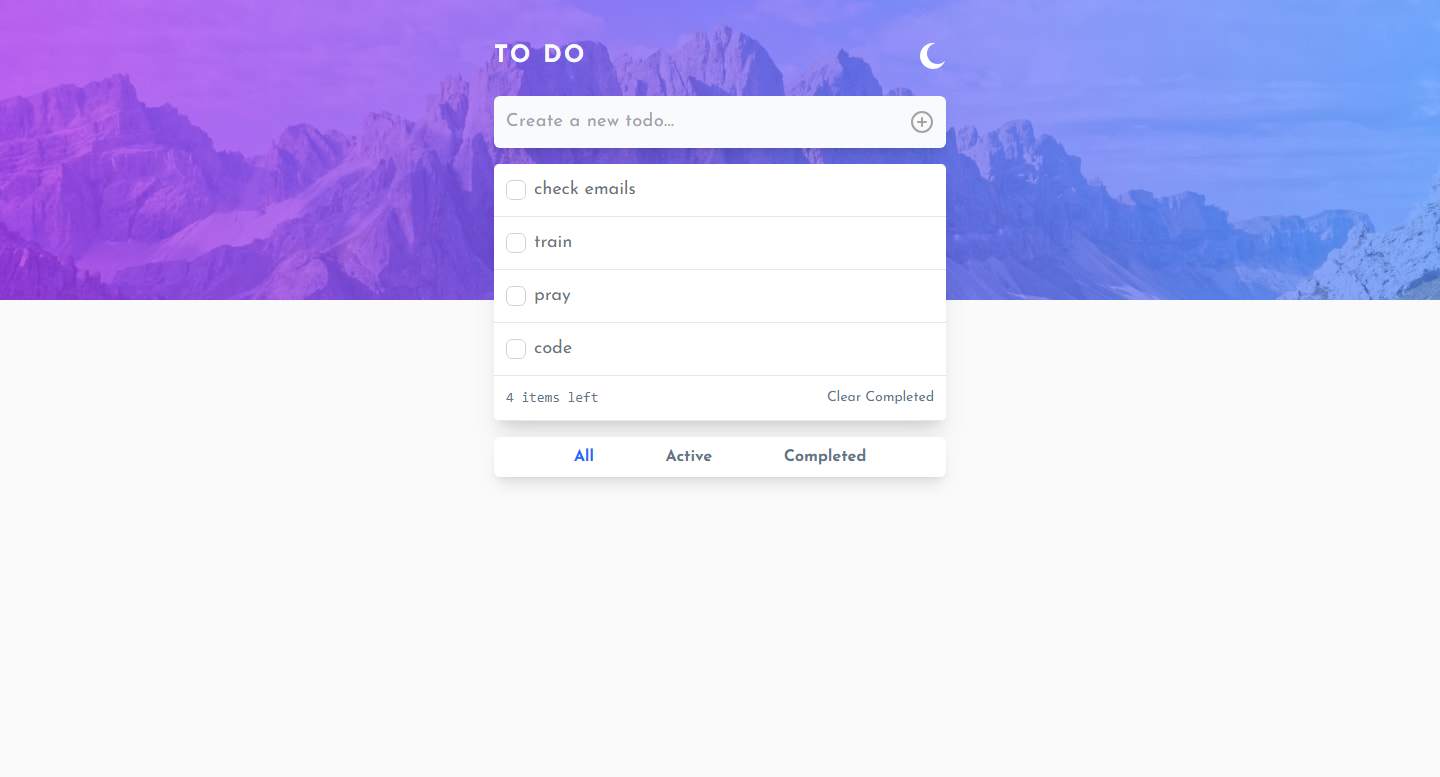 TO DO
Create a new todo...
check emails
train
pray
code
4 items left Clear Completed
All Active Completed